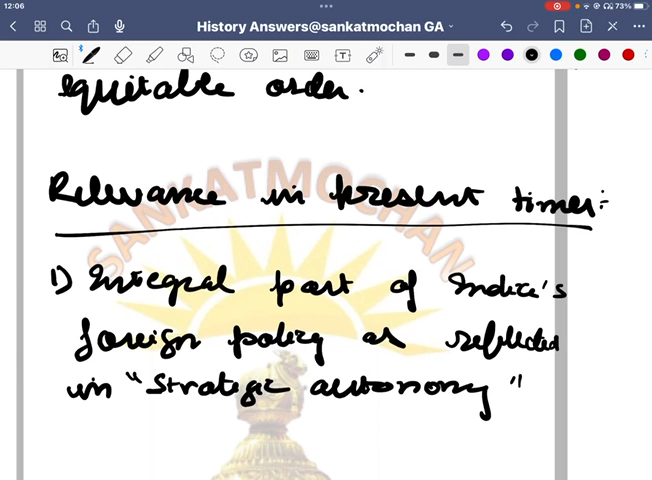 12:06
73%
History Answers@sankatmochan GA
equitable order.
SANKATMOCHAN
Relevance in present times:-
1) Integral part of India's
foreign policy as reflected
in "Strategic autonomy"